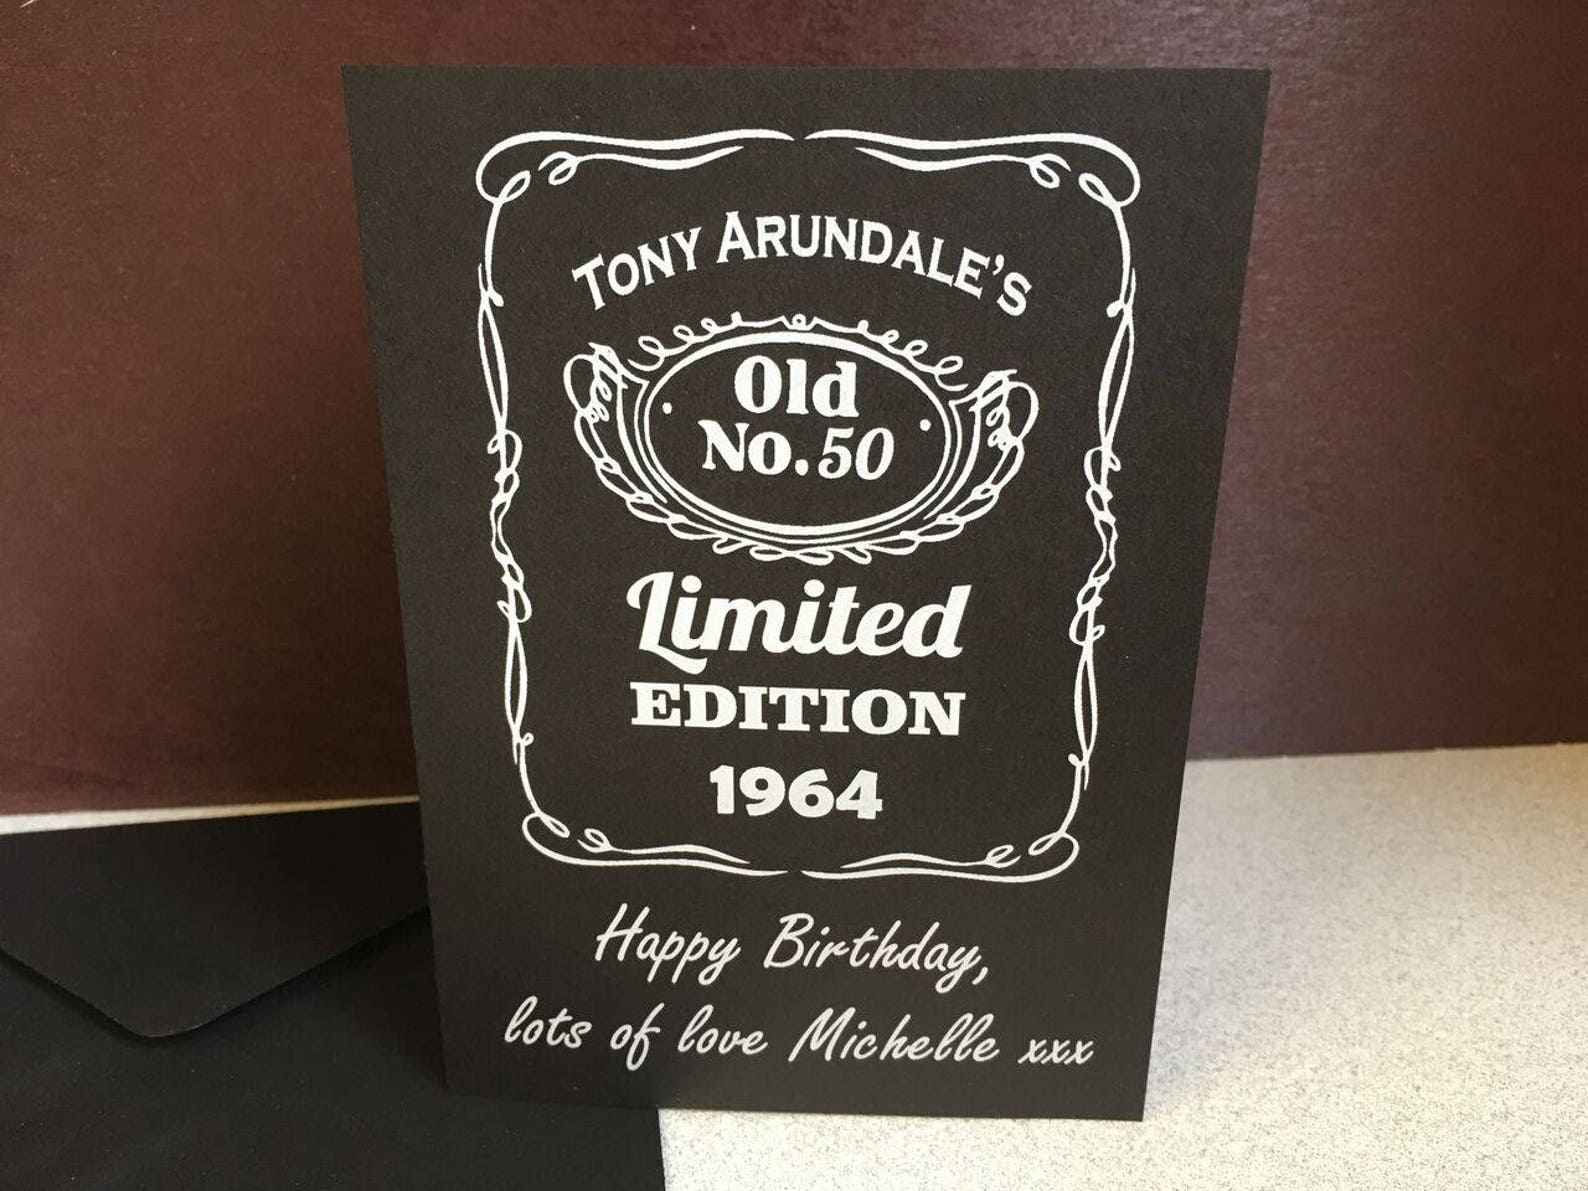 TONY ARUNDALE'S
Old
No. 50
Limited
EDITION
1964
Happy Birthday,
lots of love Michelle xxx